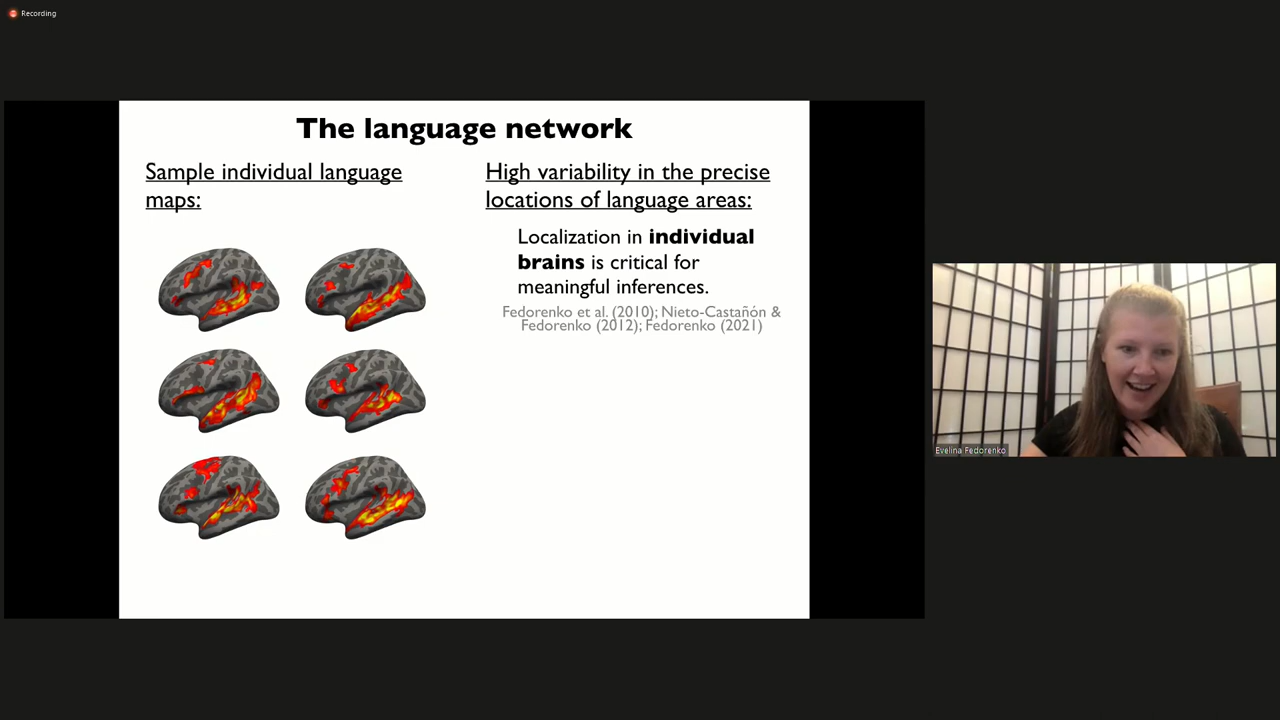 Recording
The language network
Sample individual language
maps:
High variability in the precise
locations of language areas:
Localization in individual
brains is critical for
meaningful inferences.
Fedorenko et al. (2010); Nieto-Castañón &
Fedorenko (2012); Fedorenko (2021)
Evelina Fedorenko